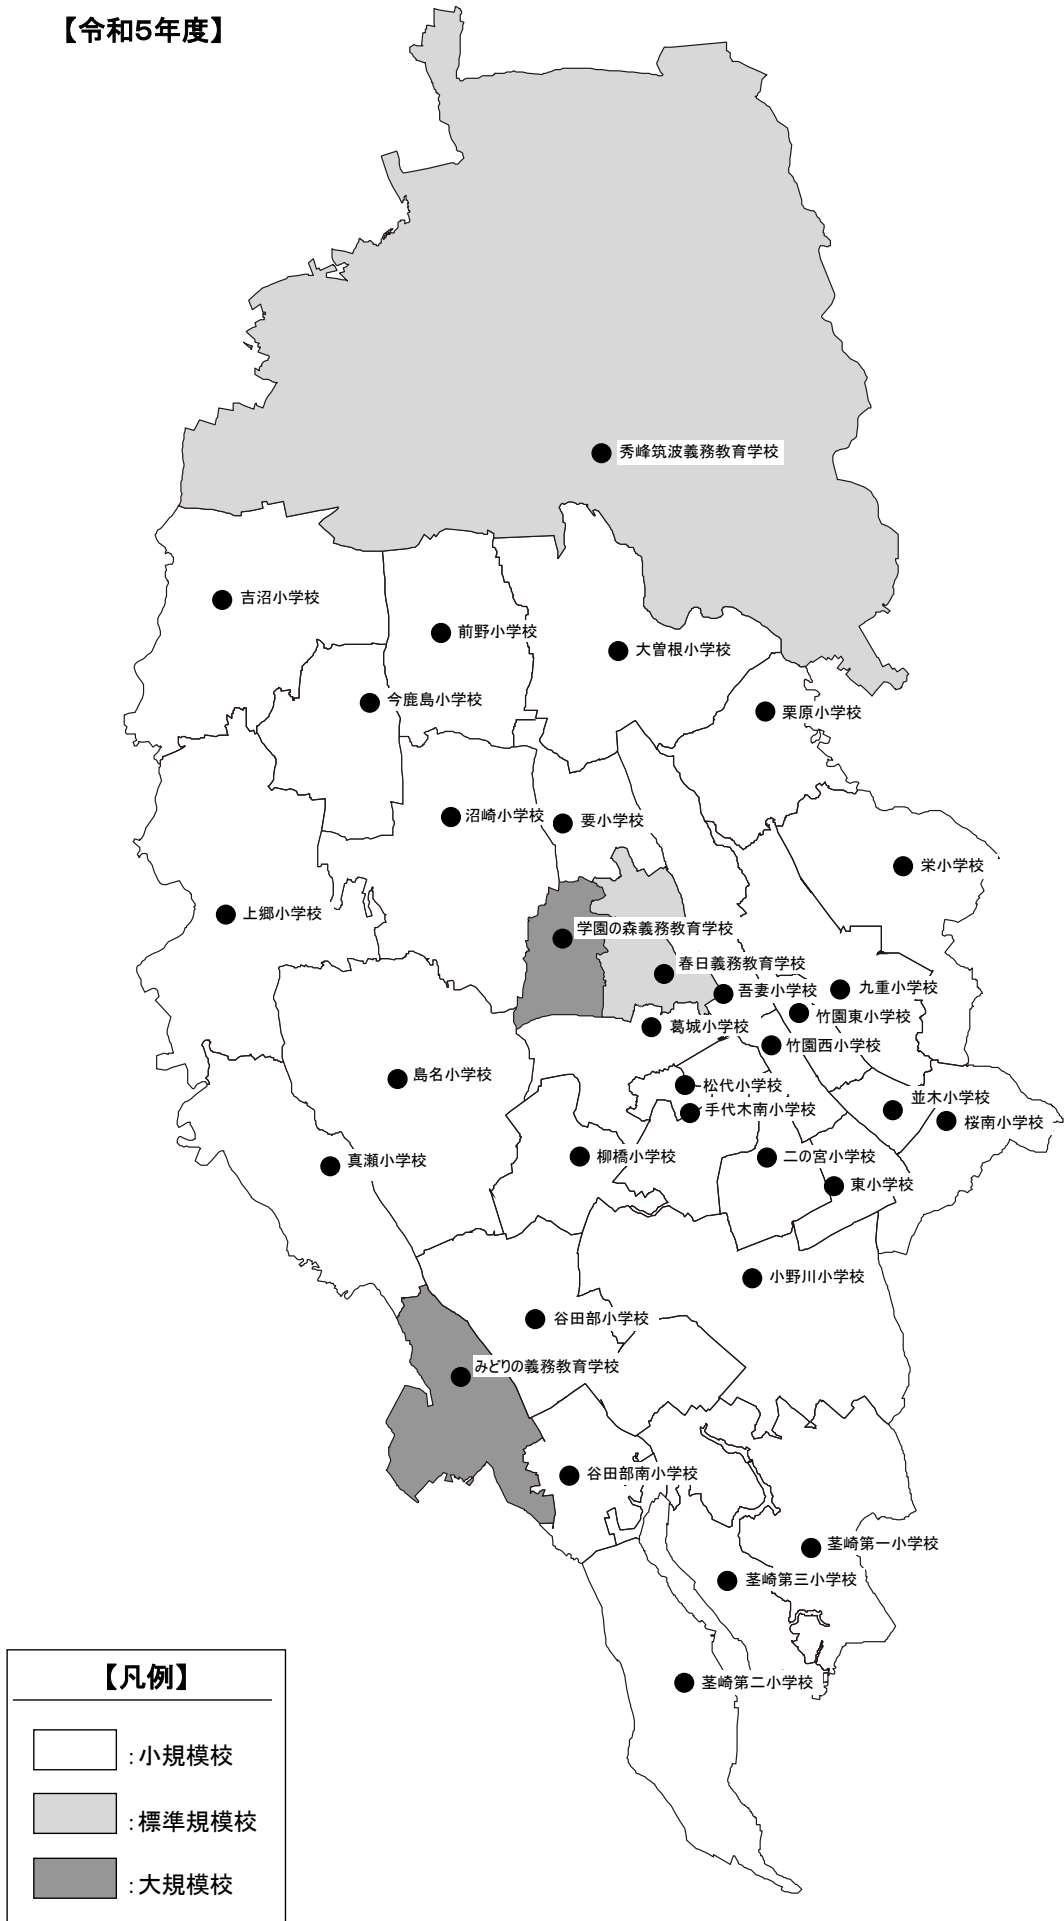 【令和5年度】
秀峰筑波義務教育学校
吉沼小学校
前野小学校
大曽根小学校
今鹿島小学校
栗原小学校
沼崎小学校
要小学校
栄小学校
上郷小学校
学園の森義務教育学校
春日義務教育学校
吾妻小学校
九重小学校
竹園東小学校
葛城小学校
竹園西小学校
島名小学校
松代小学校
並木小学校
手代木南小学校
桜南小学校
真瀬小学校
柳橋小学校
二の宮小学校
東小学校
小野川小学校
谷田部小学校
みどりの義務教育学校
谷田部南小学校
茎崎第一小学校
茎崎第三小学校
茎崎第二小学校
【凡例】
:小規模校
:標準規模校
:大規模校